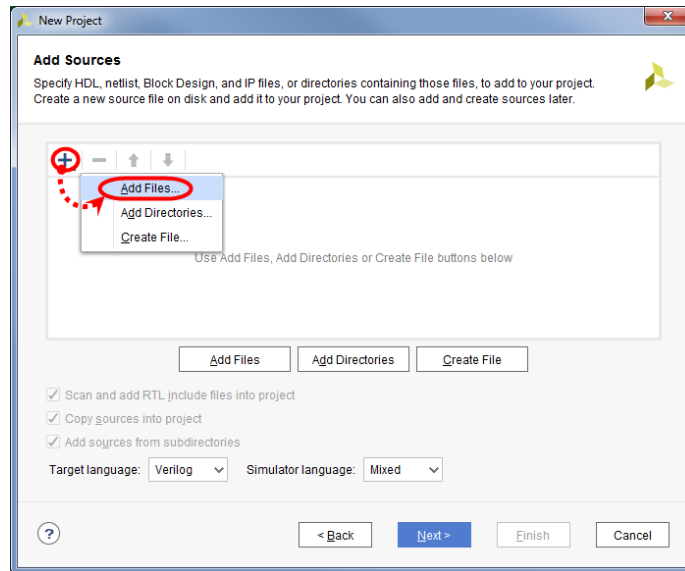 New Project
Add Sources
Specify HDL, netlist, Block Design, and IP files, or directories containing those files, to add to your project.
Create a new source file on disk and add it to your project. You can also add and create sources later.
Add Files...
Add Directories...
Create File...
Use Add Files, Add Directories or Create File buttons below
Add Files Add Directories Create File
Scan and add RTL include files into project
Copy sources into project
Add sources from subdirectories
Target language: Verilog Simulator language: Mixed
? < Back Next > Finish Cancel